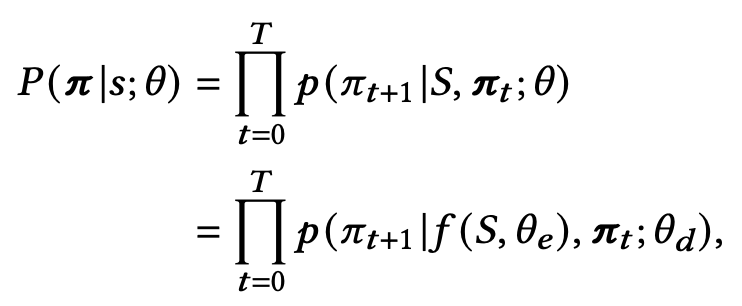 P(π|s;θ) = ∏_{t=0}^{T} p(π_{t+1}|S, π_t;θ)
= ∏_{t=0}^{T} p(π_{t+1}|f(S, θ_e), π_t;θ_d),